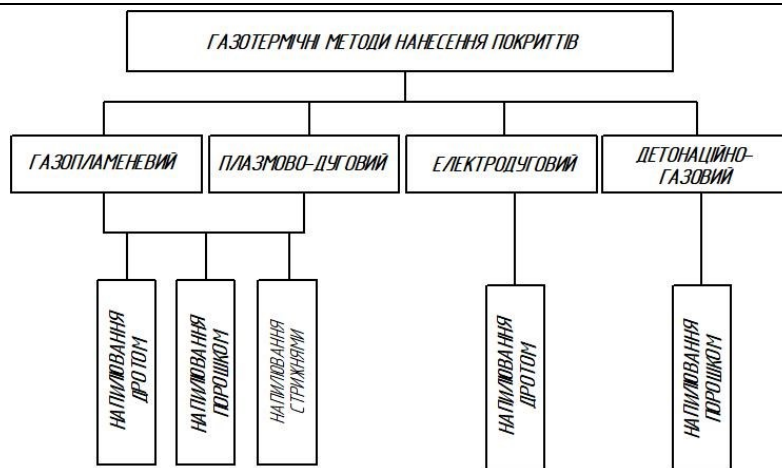 ГАЗОТЕРМІЧНІ МЕТОДИ НАНЕСЕННЯ ПОКРИТТІВ
ГАЗОПЛАМЕНЕВИЙ
ПЛАЗМОВО-ДУГОВИЙ
ЕЛЕКТРОДУГОВИЙ
ДЕТОНАЦІЙНО-
ГАЗОВИЙ
НАПИЛЮВАННЯ
ДРОТОМ
НАПИЛЮВАННЯ
ПОРОШКОМ
НАПИЛЮВАННЯ
СТРИЖНЯМИ
НАПИЛЮВАННЯ
ДРОТОМ
НАПИЛЮВАННЯ
ПОРОШКОМ